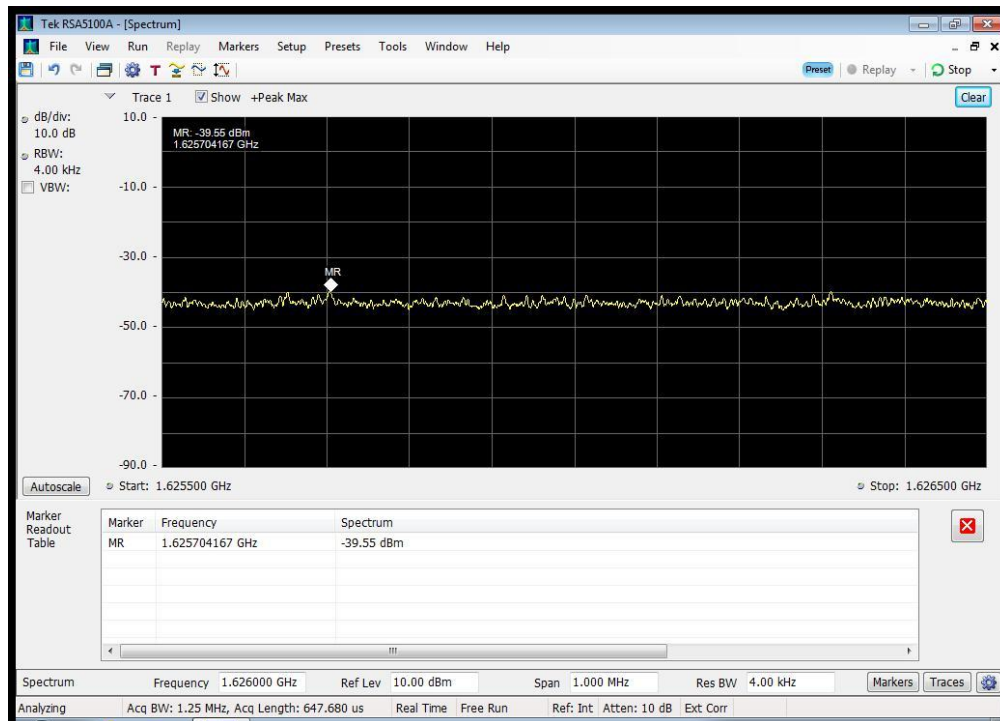 Tek RSA5100A - [Spectrum]
File View Run Replay Markers Setup Presets Tools Window Help
T Preset Replay Stop
Trace 1 Show +Peak Max Clear
dB/div:
10.0 dB
RBW:
4.00 kHz
VBW:
10.0
MR: -39.55 dBm
1.625704167 GHz
-10.0
-30.0
MR
-50.0
-70.0
-90.0
Autoscale Start: 1.625500 GHz Stop: 1.626500 GHz
Marker
Readout
Table
Marker Frequency Spectrum
MR 1.625704167 GHz -39.55 dBm
Spectrum Frequency 1.626000 GHz Ref Lev 10.00 dBm Span 1.000 MHz Res BW 4.00 kHz Markers Traces
Analyzing Acq BW: 1.25 MHz, Acq Length: 647.680 us Real Time Free Run Ref: Int Atten: 10 dB Ext Corr